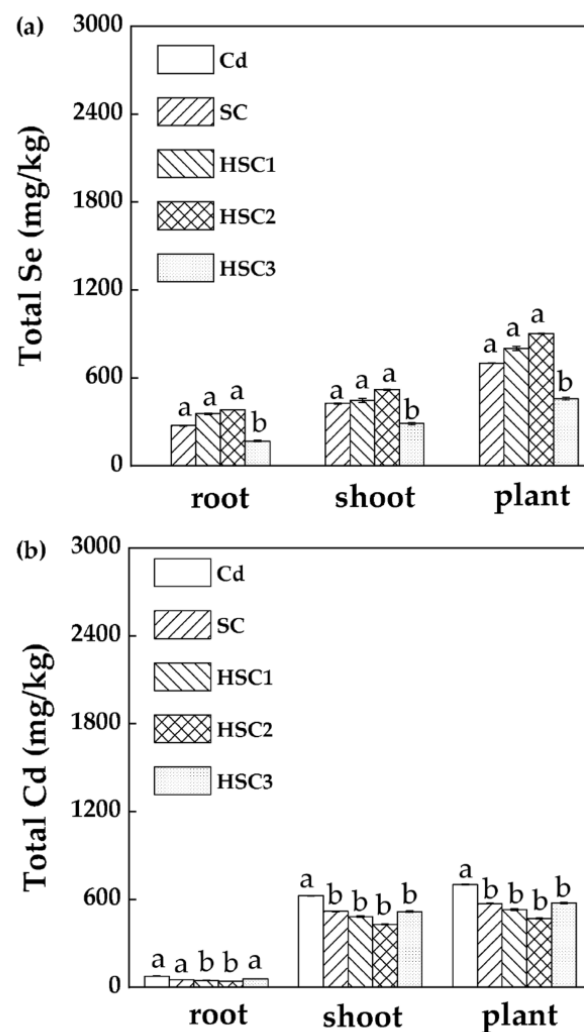 (a)
Total Se (mg/kg)
3000
2400
1800
1200
600
0
Cd
SC
HSC1
HSC2
HSC3
a a a b
a a a b
a a a b
root shoot plant
(b)
Total Cd (mg/kg)
3000
2400
1800
1200
600
0
Cd
SC
HSC1
HSC2
HSC3
a a b b a
a b b b b
a b b b b
root shoot plant